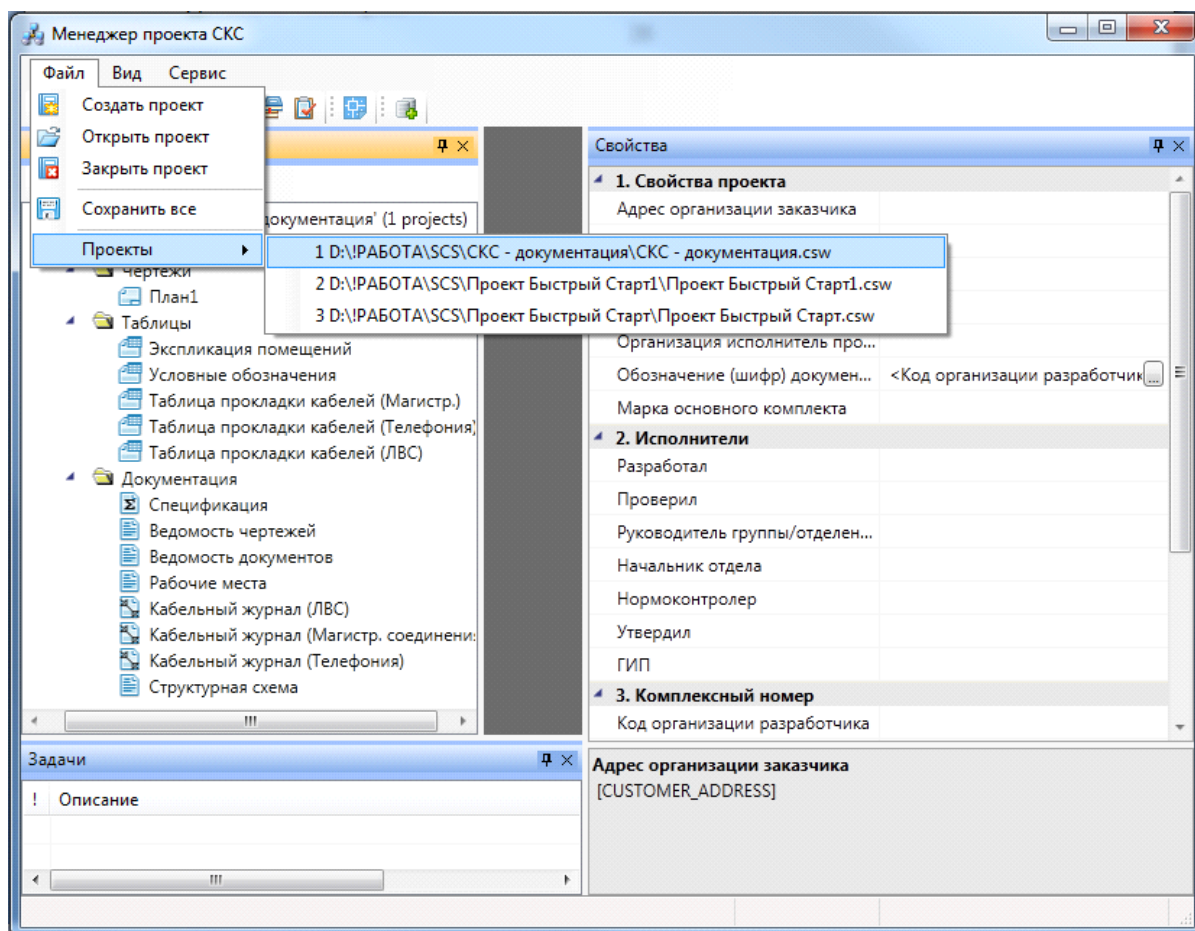 Менеджер проекта СКС
Файл Вид Сервис
Создать проект
Открыть проект
Закрыть проект
Сохранить все
Проекты
1 D:\!РАБОТА\SCS\СКС - документация\СКС - документация.csw
2 D:\!РАБОТА\SCS\Проект Быстрый Старт1\Проект Быстрый Старт1.csw
3 D:\!РАБОТА\SCS\Проект Быстрый Старт\Проект Быстрый Старт.csw
документация' (1 projects)
Чертежи
План1
Таблицы
Экспликация помещений
Условные обозначения
Таблица прокладки кабелей (Магистр.)
Таблица прокладки кабелей (Телефония)
Таблица прокладки кабелей (ЛВС)
Документация
Спецификация
Ведомость чертежей
Ведомость документов
Рабочие места
Кабельный журнал (ЛВС)
Кабельный журнал (Магистр. соединени
Кабельный журнал (Телефония)
Структурная схема
Свойства
1. Свойства проекта
Адрес организации заказчика
Организация исполнитель про...
Обозначение (шифр) докумен... <Код организации разработчик ...
Марка основного комплекта
2. Исполнители
Разработал
Проверил
Руководитель группы/отделен...
Начальник отдела
Нормоконтролер
Утвердил
ГИП
3. Комплексный номер
Код организации разработчика
Задачи
! Описание
Адрес организации заказчика
[CUSTOMER_ADDRESS]